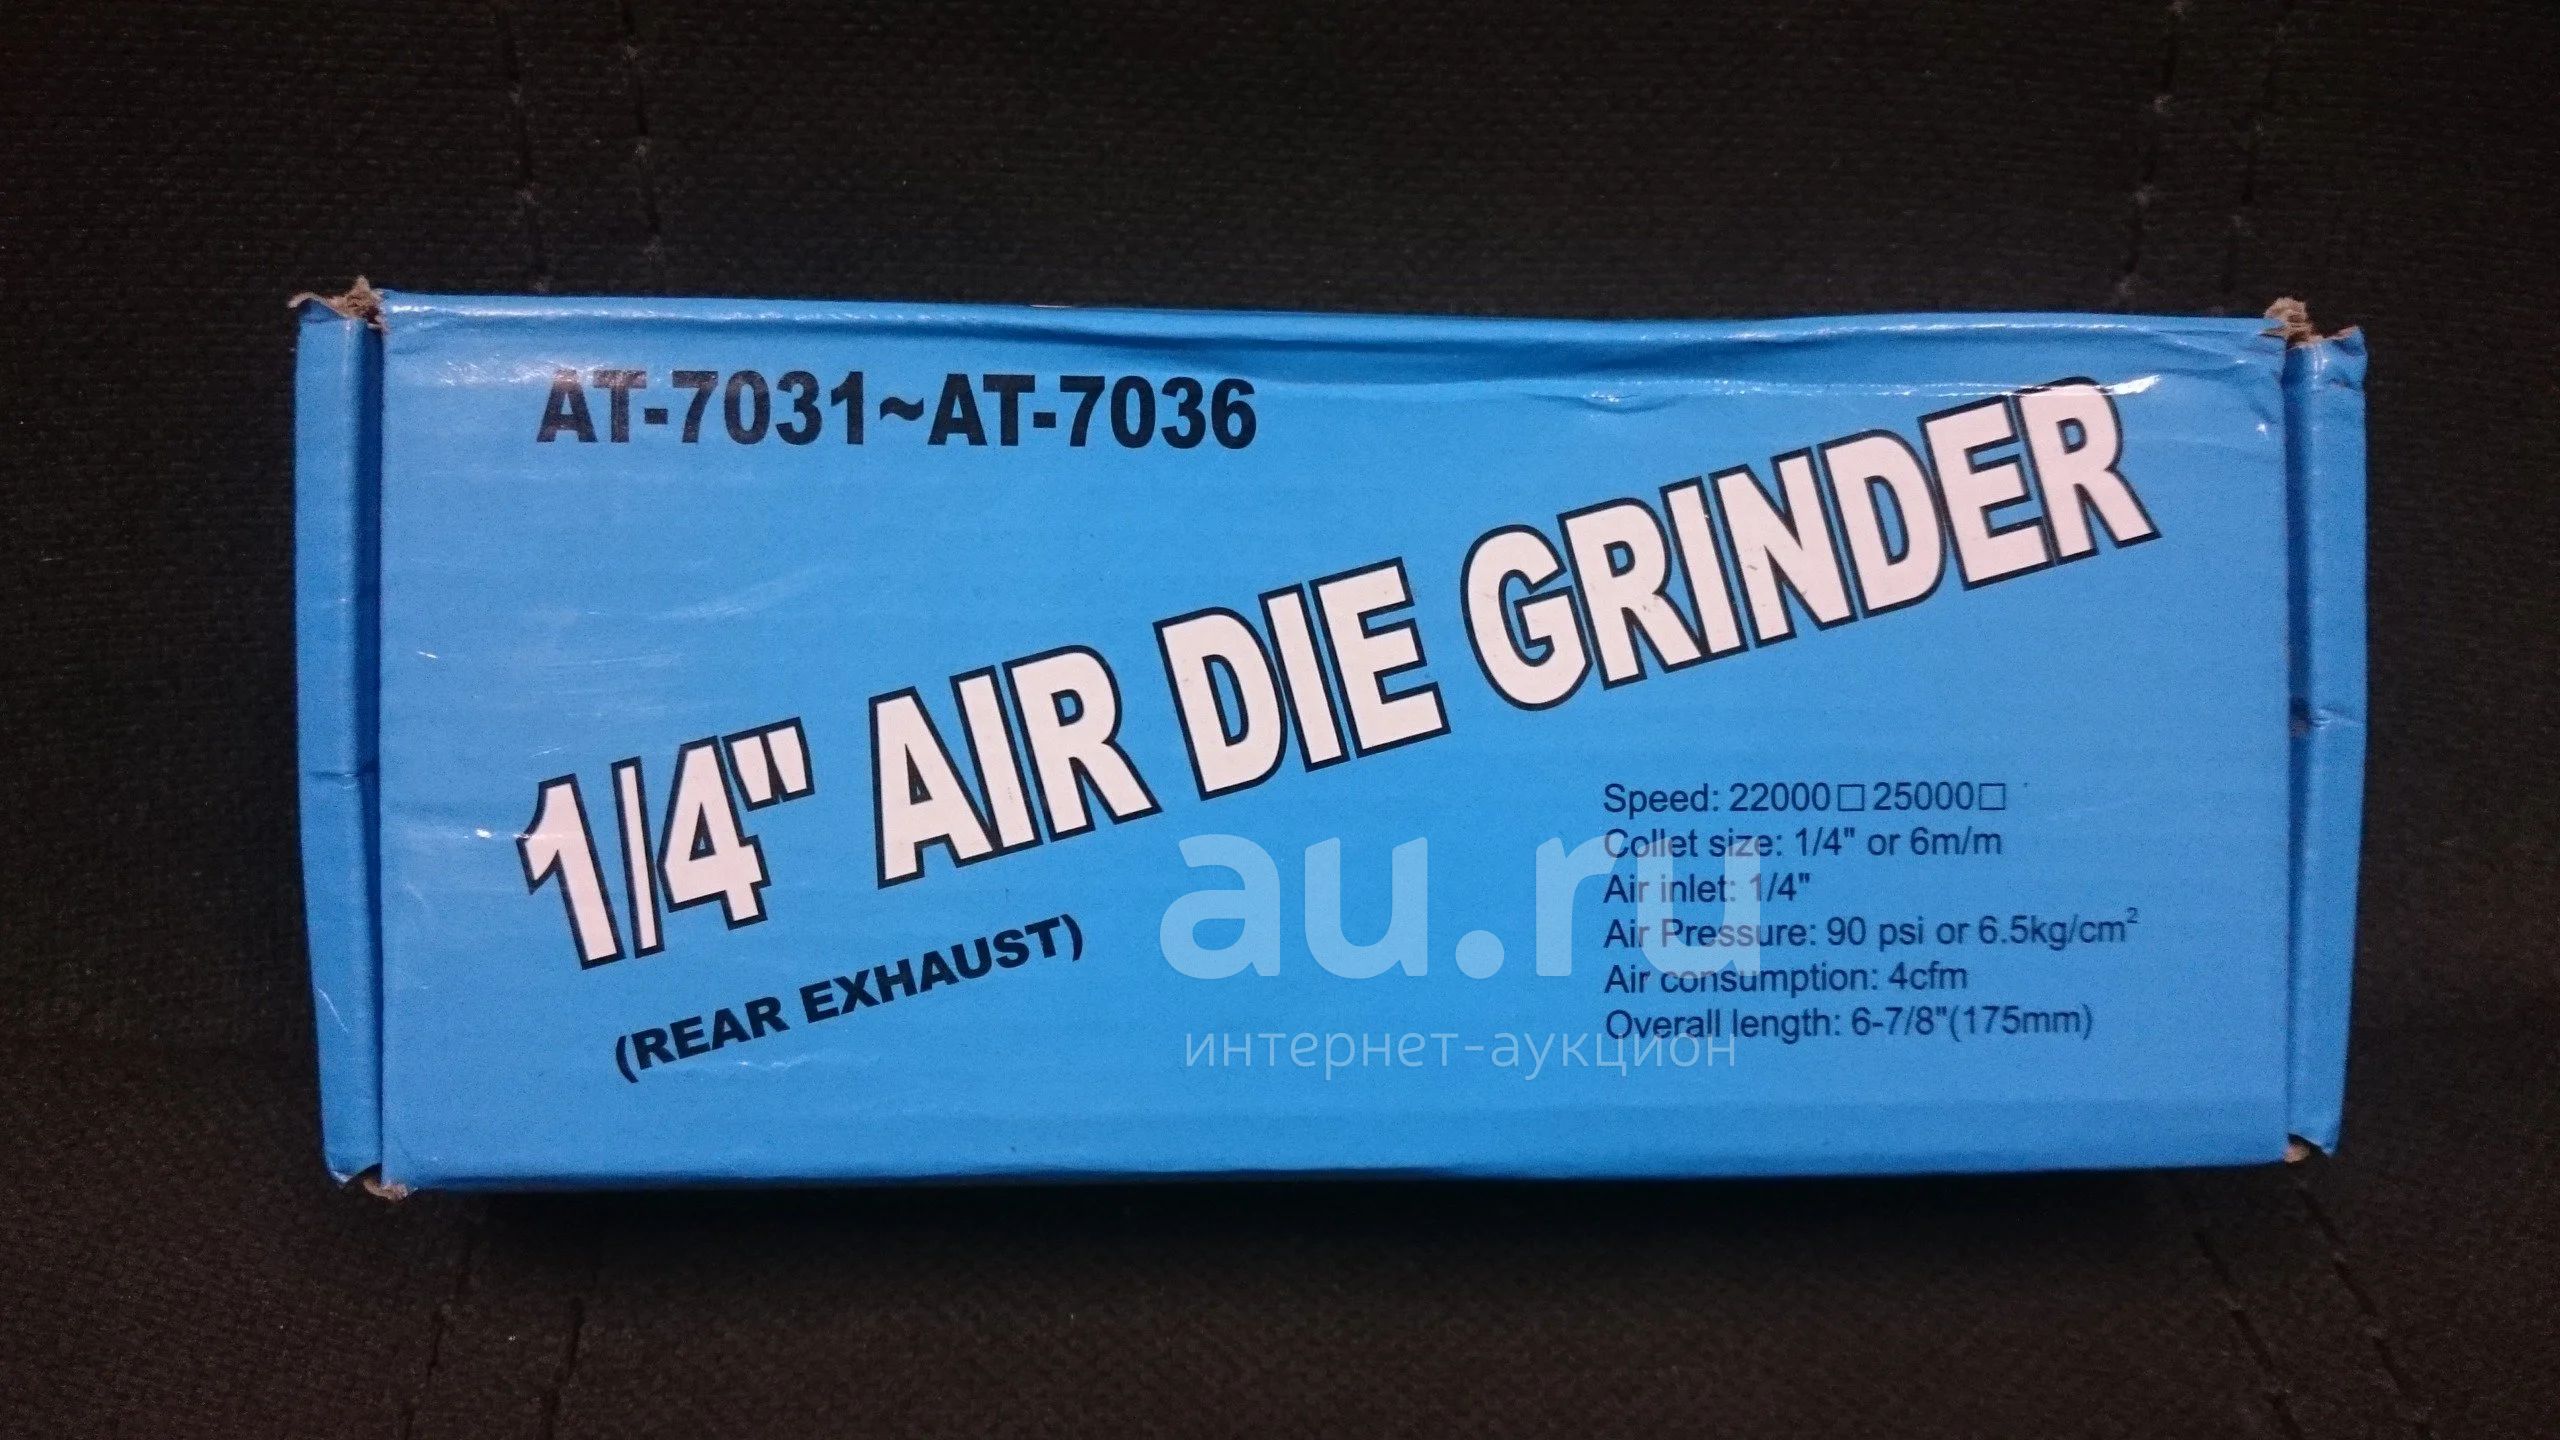 AT-7031~AT-7036
1/4" AIR DIE GRINDER
(REAR EXHAUST)
Speed: 22000□25000□
Collet size: 1/4" or 6m/m
Air inlet: 1/4"
Air Pressure: 90 psi or 6.5kg/cm²
Air consumption: 4cfm
Overall length: 6-7/8"(175mm)
au.ru
интернет-аукцион